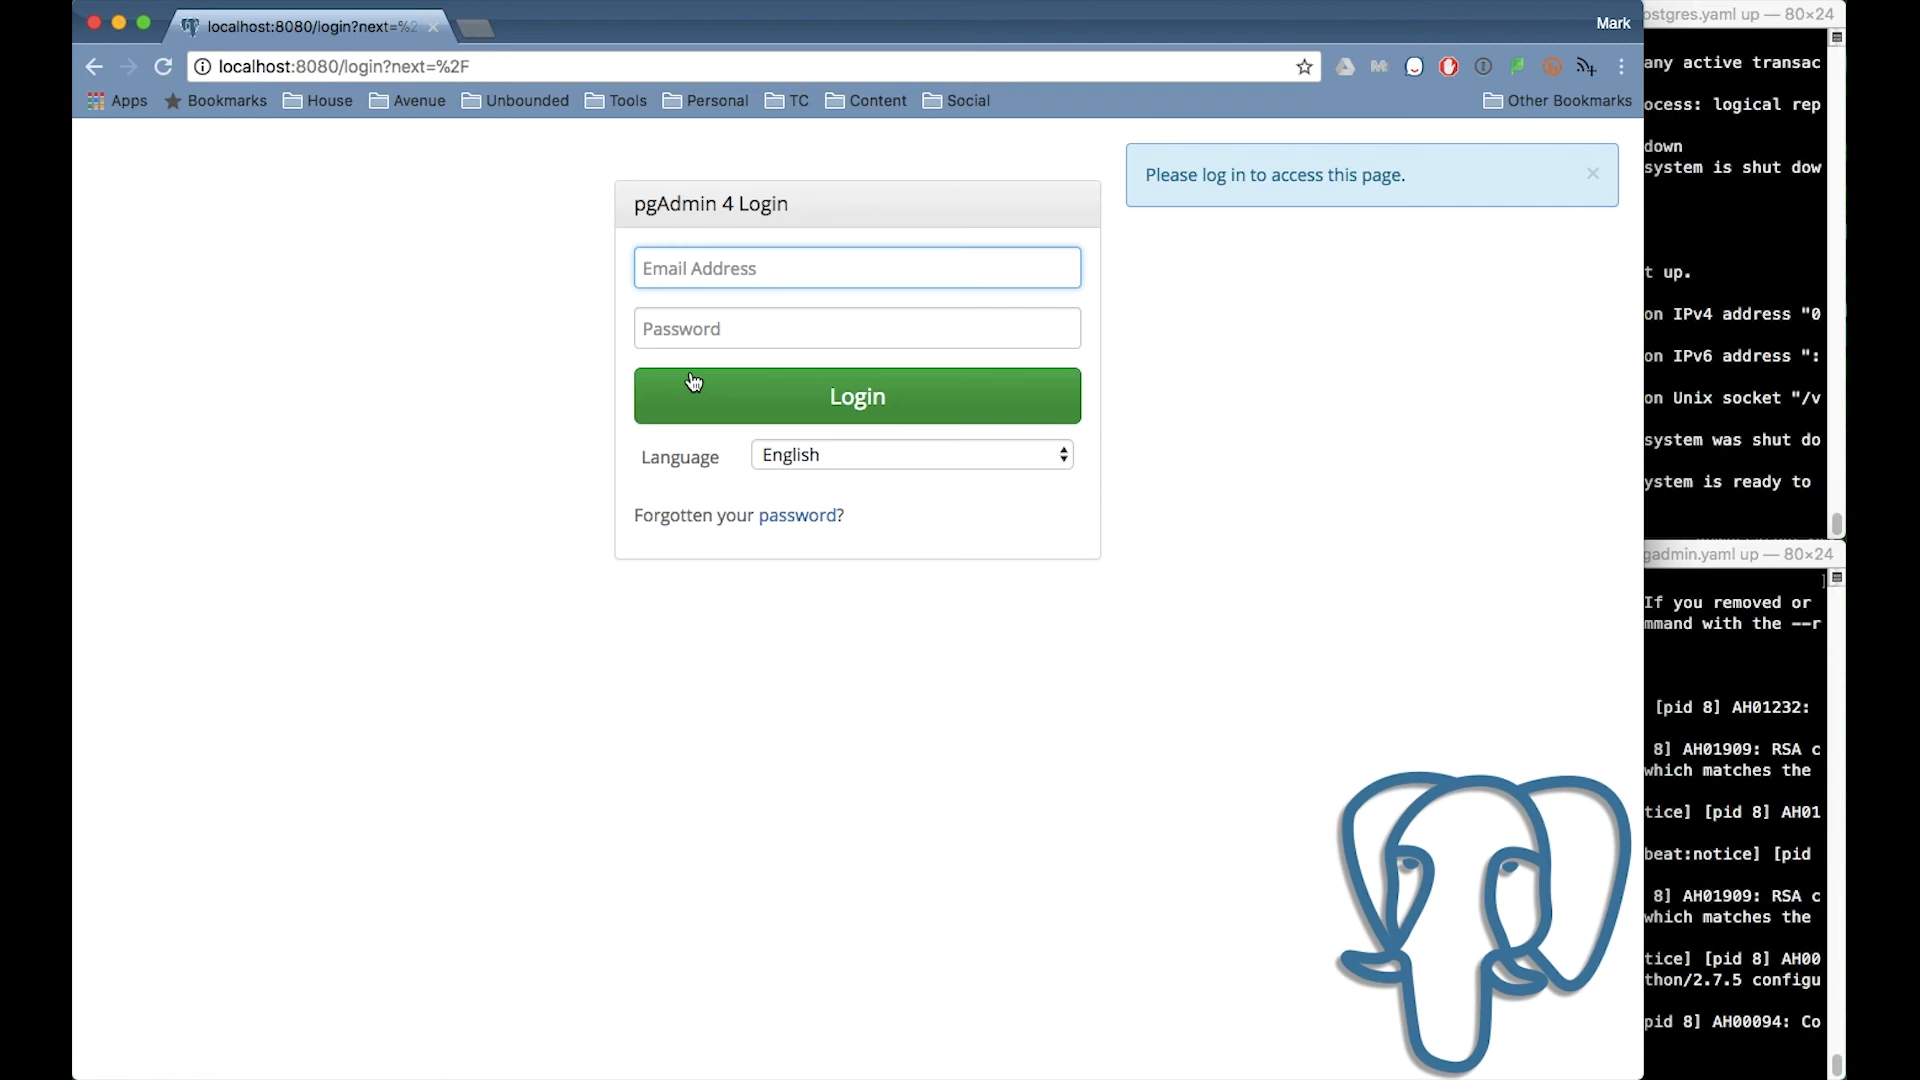 localhost:8080/login?next=%2
Mark
localhost:8080/login?next=%2F
Apps
Bookmarks
House
Avenue
Unbounded
Tools
Personal
TC
Content
Social
Other Bookmarks
Please log in to access this page.
pgAdmin 4 Login
Email Address
Password
Login
Language
English
Forgotten your password?
ostgres.yaml up — 80×24
any active transac
ocess: logical rep
down
system is shut dow
t up.
on IPv4 address "0
on IPv6 address ":
on Unix socket "/v
system was shut do
ystem is ready to
gadmin.yaml up — 80×24
]
If you removed or
mmand with the --r
[pid 8] AH01232:
8] AH01909: RSA c
which matches the
tice] [pid 8] AH01
beat:notice] [pid
8] AH01909: RSA c
which matches the
tice] [pid 8] AH00
thon/2.7.5 configu
pid 8] AH00094: Co